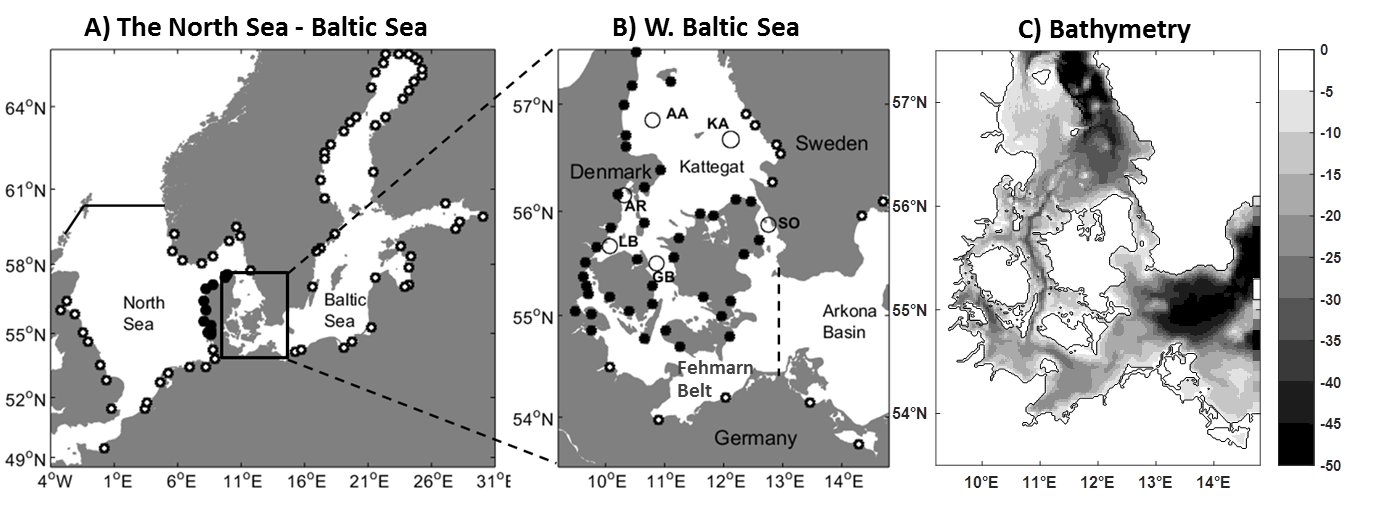 A) The North Sea - Baltic Sea
B) W. Baltic Sea
C) Bathymetry
64°N
61°N
58°N
55°N
52°N
49°N
4°W 1°E 6°E 11°E 16°E 21°E 26°E 31°E
North
Sea
Baltic
Sea
57°N
56°N
55°N
54°N
10°E 11°E 12°E 13°E 14°E
AA
KA
Sweden
Kattegat
Denmark
AR
SO
LB
GB
Arkona
Basin
Fehmarn
Belt
Germany
57°N
56°N
55°N
54°N
10°E 11°E 12°E 13°E 14°E
0
-5
-10
-15
-20
-25
-30
-35
-40
-45
-50